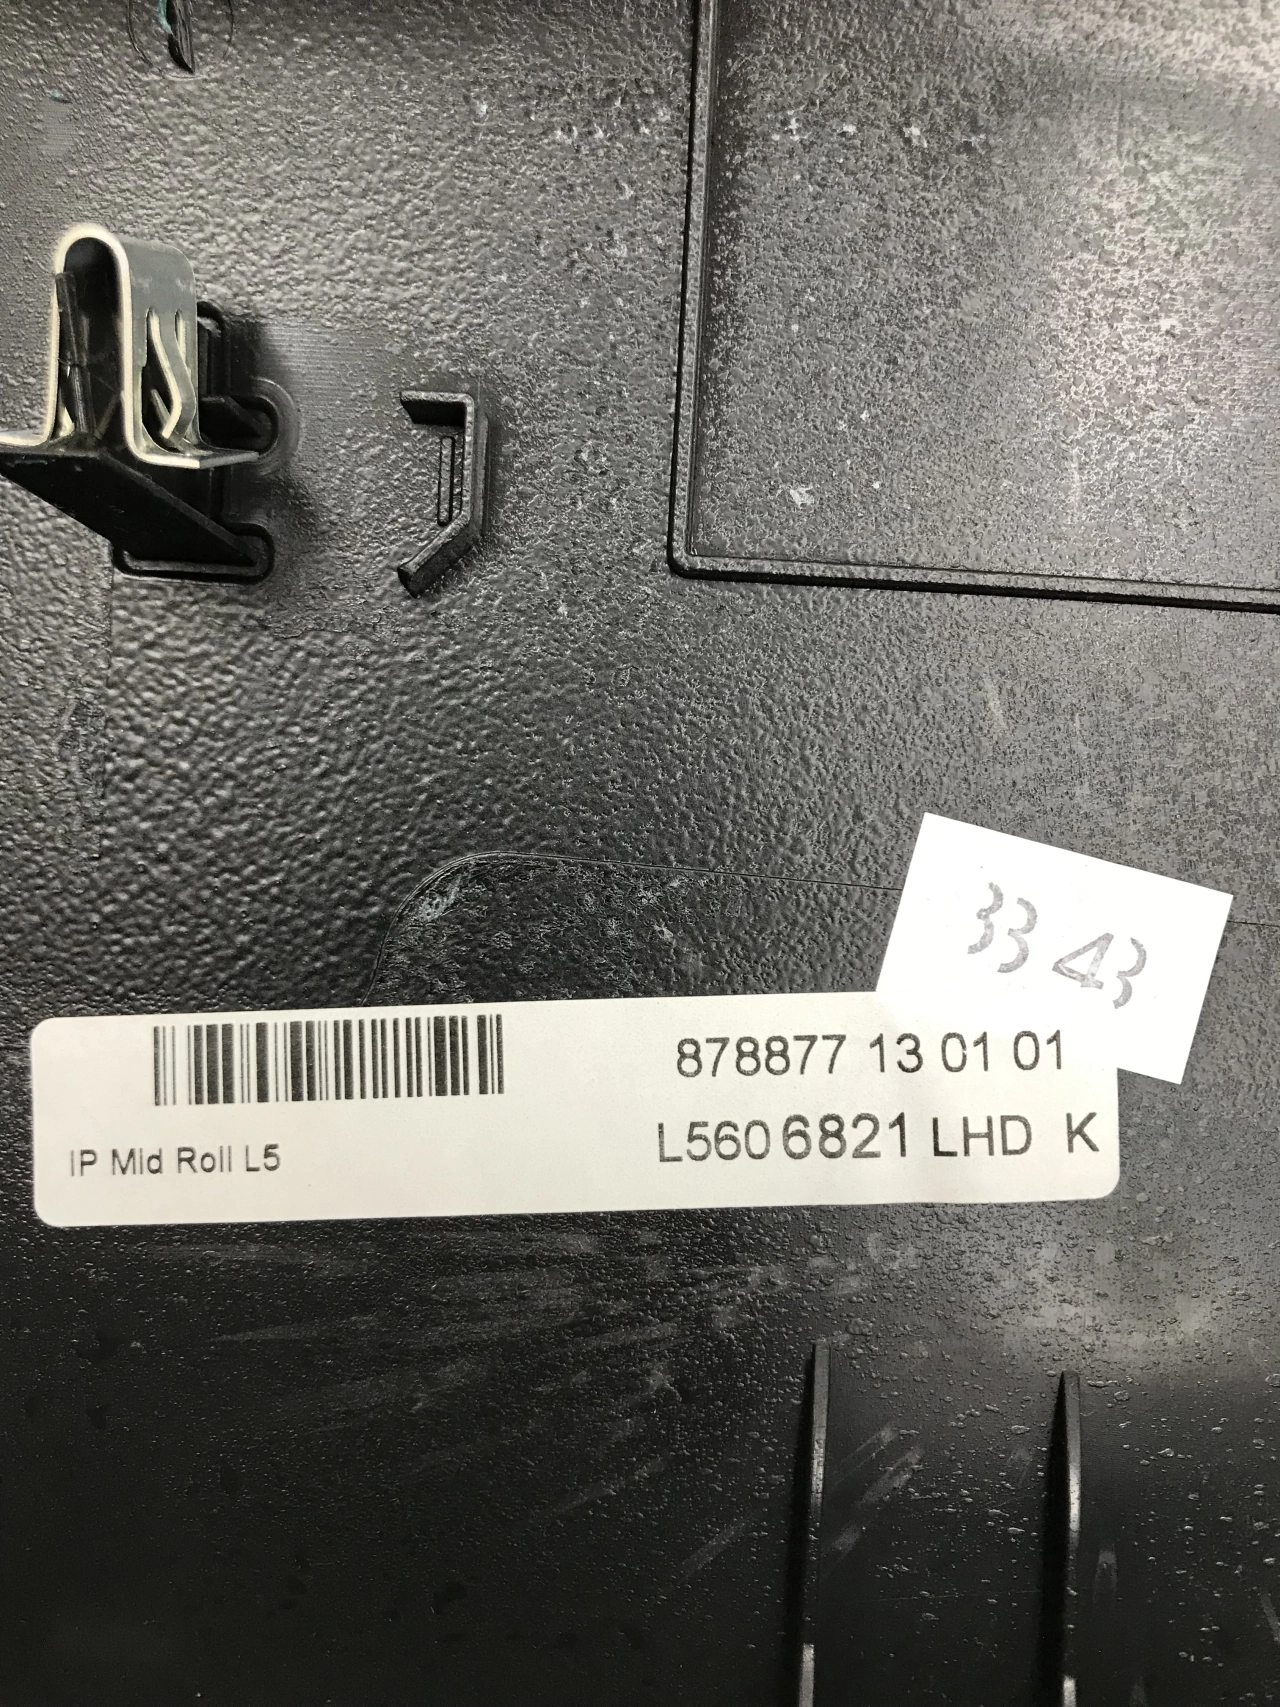 33 43
878877 13 01 01
L560 6821 LHD K
IP Mid Roll L5